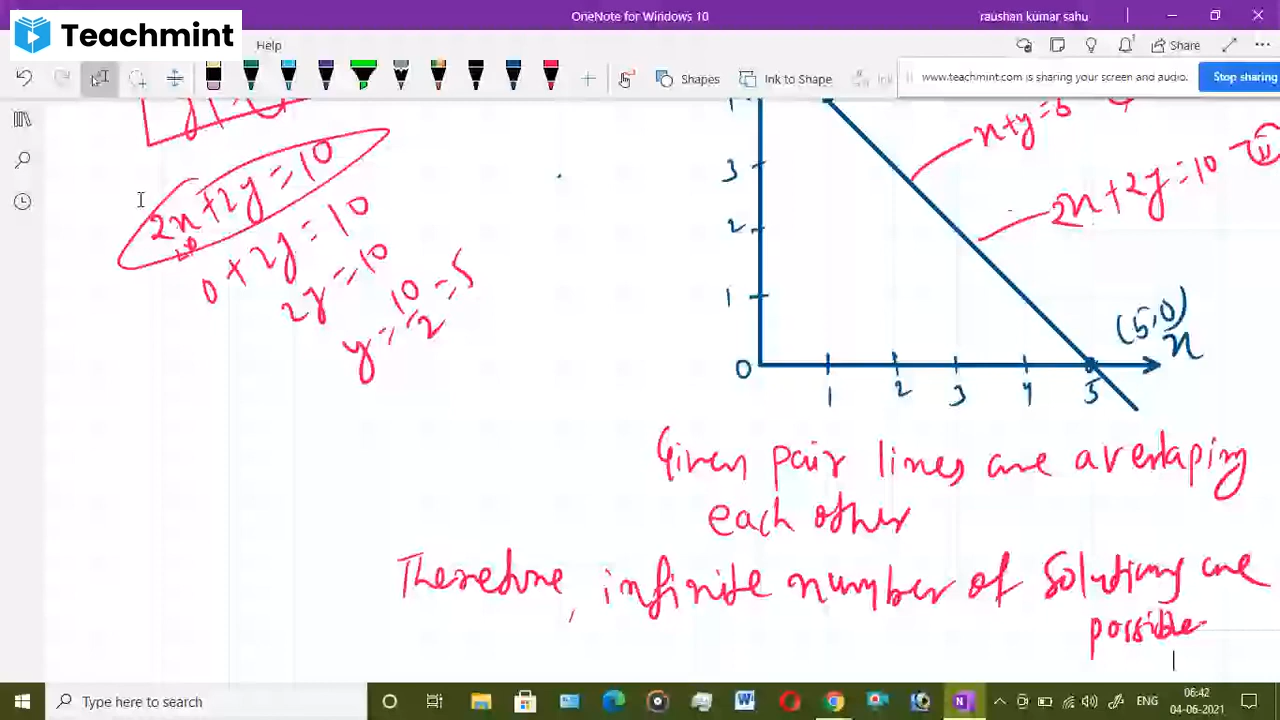 OneNote for Windows 10
raushan kumar sahu
Teachmint
Help
Share
Shapes
Ink to Shape
Ink to
www.teachmint.com is sharing your screen and audio.
Stop sharing
2x+2y=10
0+2y=10
2y=10
y=10/2=5
x+y=5
2x+2y=10
3
2
1
0
1
2
3
4
5
(5,0)
x
Given pair lines are averlaping
each other
Therefore, infinite number of solutions are
possible
Type here to search
ENG
06:42
04-06-2021